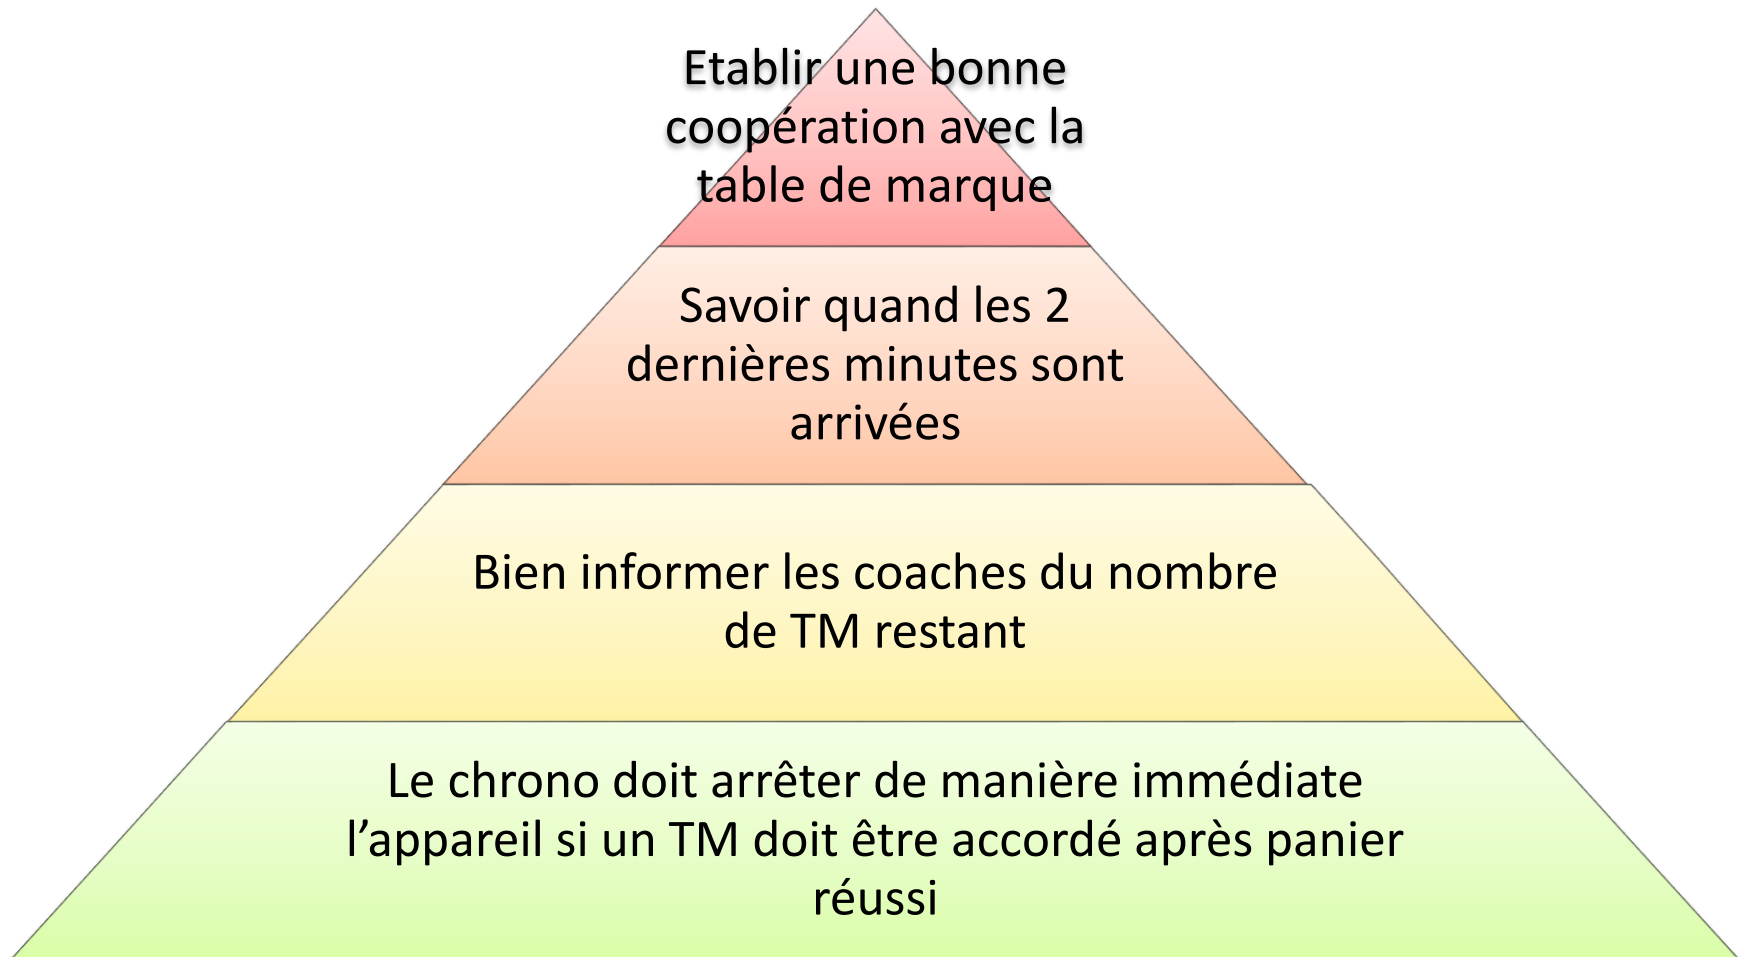 Etablir une bonne
coopération avec la
table de marque
Savoir quand les 2
dernières minutes sont
arrivées
Bien informer les coaches du nombre
de TM restant
Le chrono doit arrêter de manière immédiate
l’appareil si un TM doit être accordé après panier
réussi